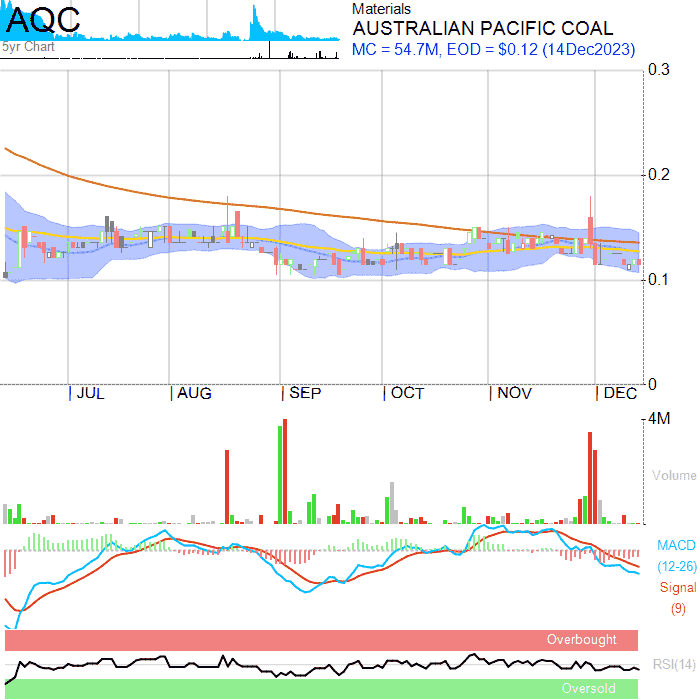 AQC
5yr Chart
Materials
AUSTRALIAN PACIFIC COAL
MC = 54.7M, EOD = $0.12 (14Dec2023)
0.3
0.2
0.1
0
JUL
AUG
SEP
OCT
NOV
DEC
4M
Volume
MACD
(12-26)
Signal
(9)
Overbought
RSI(14)
Oversold